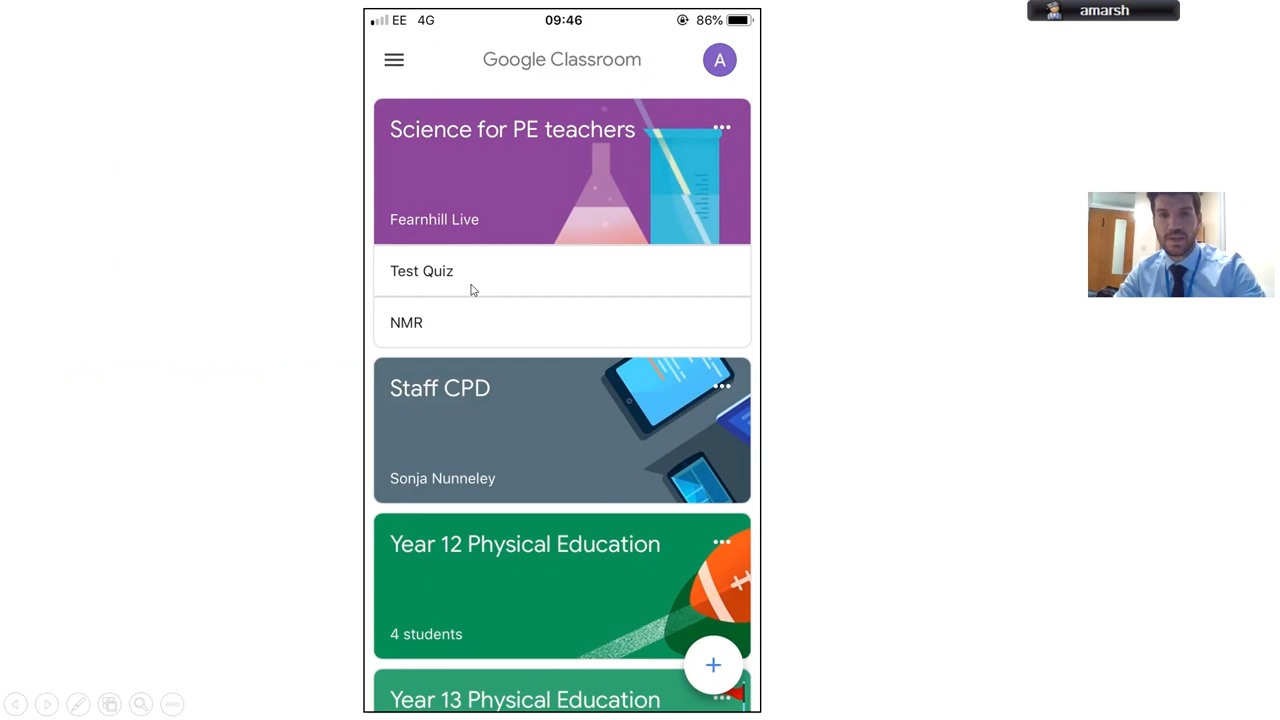 EE 4G 09:46 86%
amarsh
Google Classroom
A
Science for PE teachers
Fearnhill Live
Test Quiz
NMR
Staff CPD
Sonja Nunneley
Year 12 Physical Education
4 students
Year 13 Physical Education